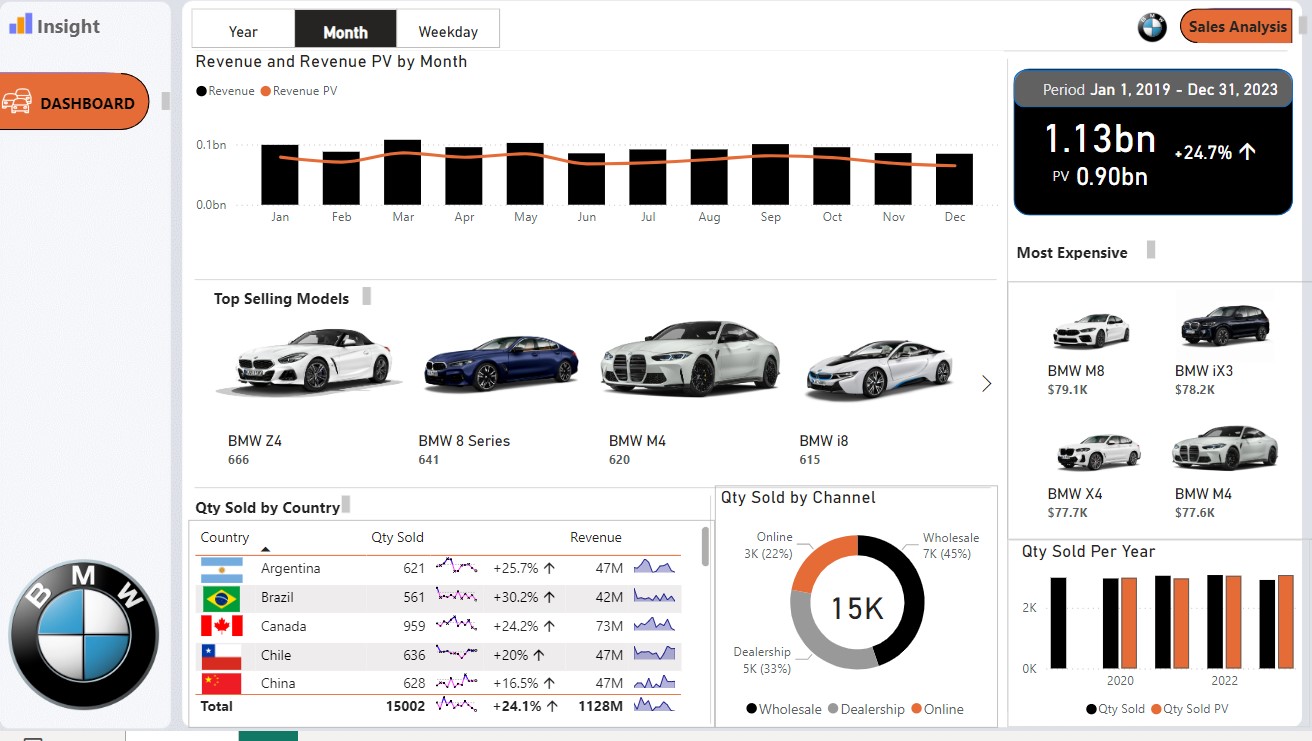 Insight
DASHBOARD
B M W
Year Month Weekday
Sales Analysis
Revenue and Revenue PV by Month
Revenue Revenue PV
0.1bn
0.0bn
Jan Feb Mar Apr May Jun Jul Aug Sep Oct Nov Dec
Period Jan 1, 2019 - Dec 31, 2023
1.13bn
+24.7% ↑
PV 0.90bn
Most Expensive
BMW M8 BMW iX3
$79.1K $78.2K
BMW X4 BMW M4
$77.7K $77.6K
Top Selling Models
BMW Z4 BMW 8 Series BMW M4 BMW i8
666 641 620 615
Qty Sold by Country
Country Qty Sold Revenue
Argentina 621 +25.7% ↑ 47M
Brazil 561 +30.2% ↑ 42M
Canada 959 +24.2% ↑ 73M
Chile 636 +20% ↑ 47M
China 628 +16.5% ↑ 47M
Total 15002 +24.1% ↑ 1128M
Qty Sold by Channel
Online
3K (22%)
Wholesale
7K (45%)
15K
Dealership
5K (33%)
Wholesale Dealership Online
Qty Sold Per Year
2K
0K
2020 2022
Qty Sold Qty Sold PV